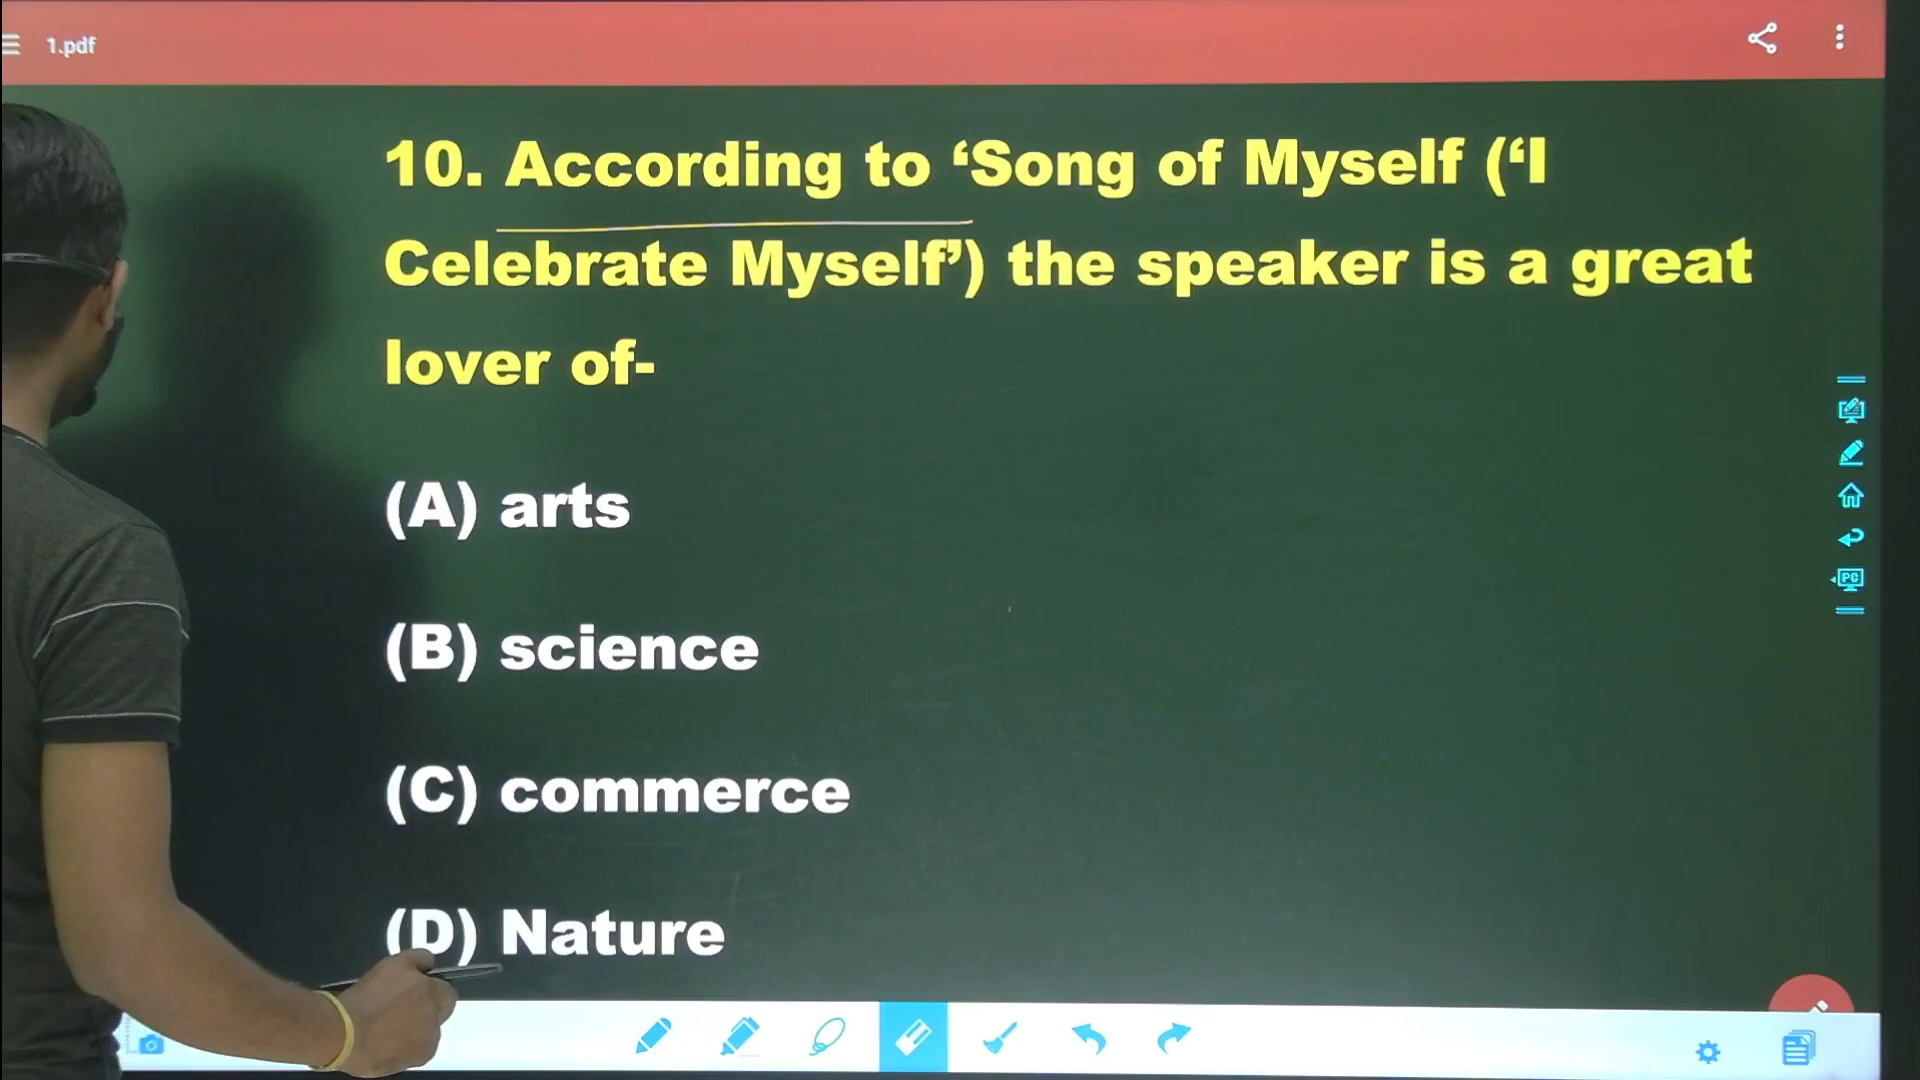 1.pdf
10. According to ‘Song of Myself (‘I
Celebrate Myself’) the speaker is a great
lover of-
(A) arts
(B) science
(C) commerce
(D) Nature
PC